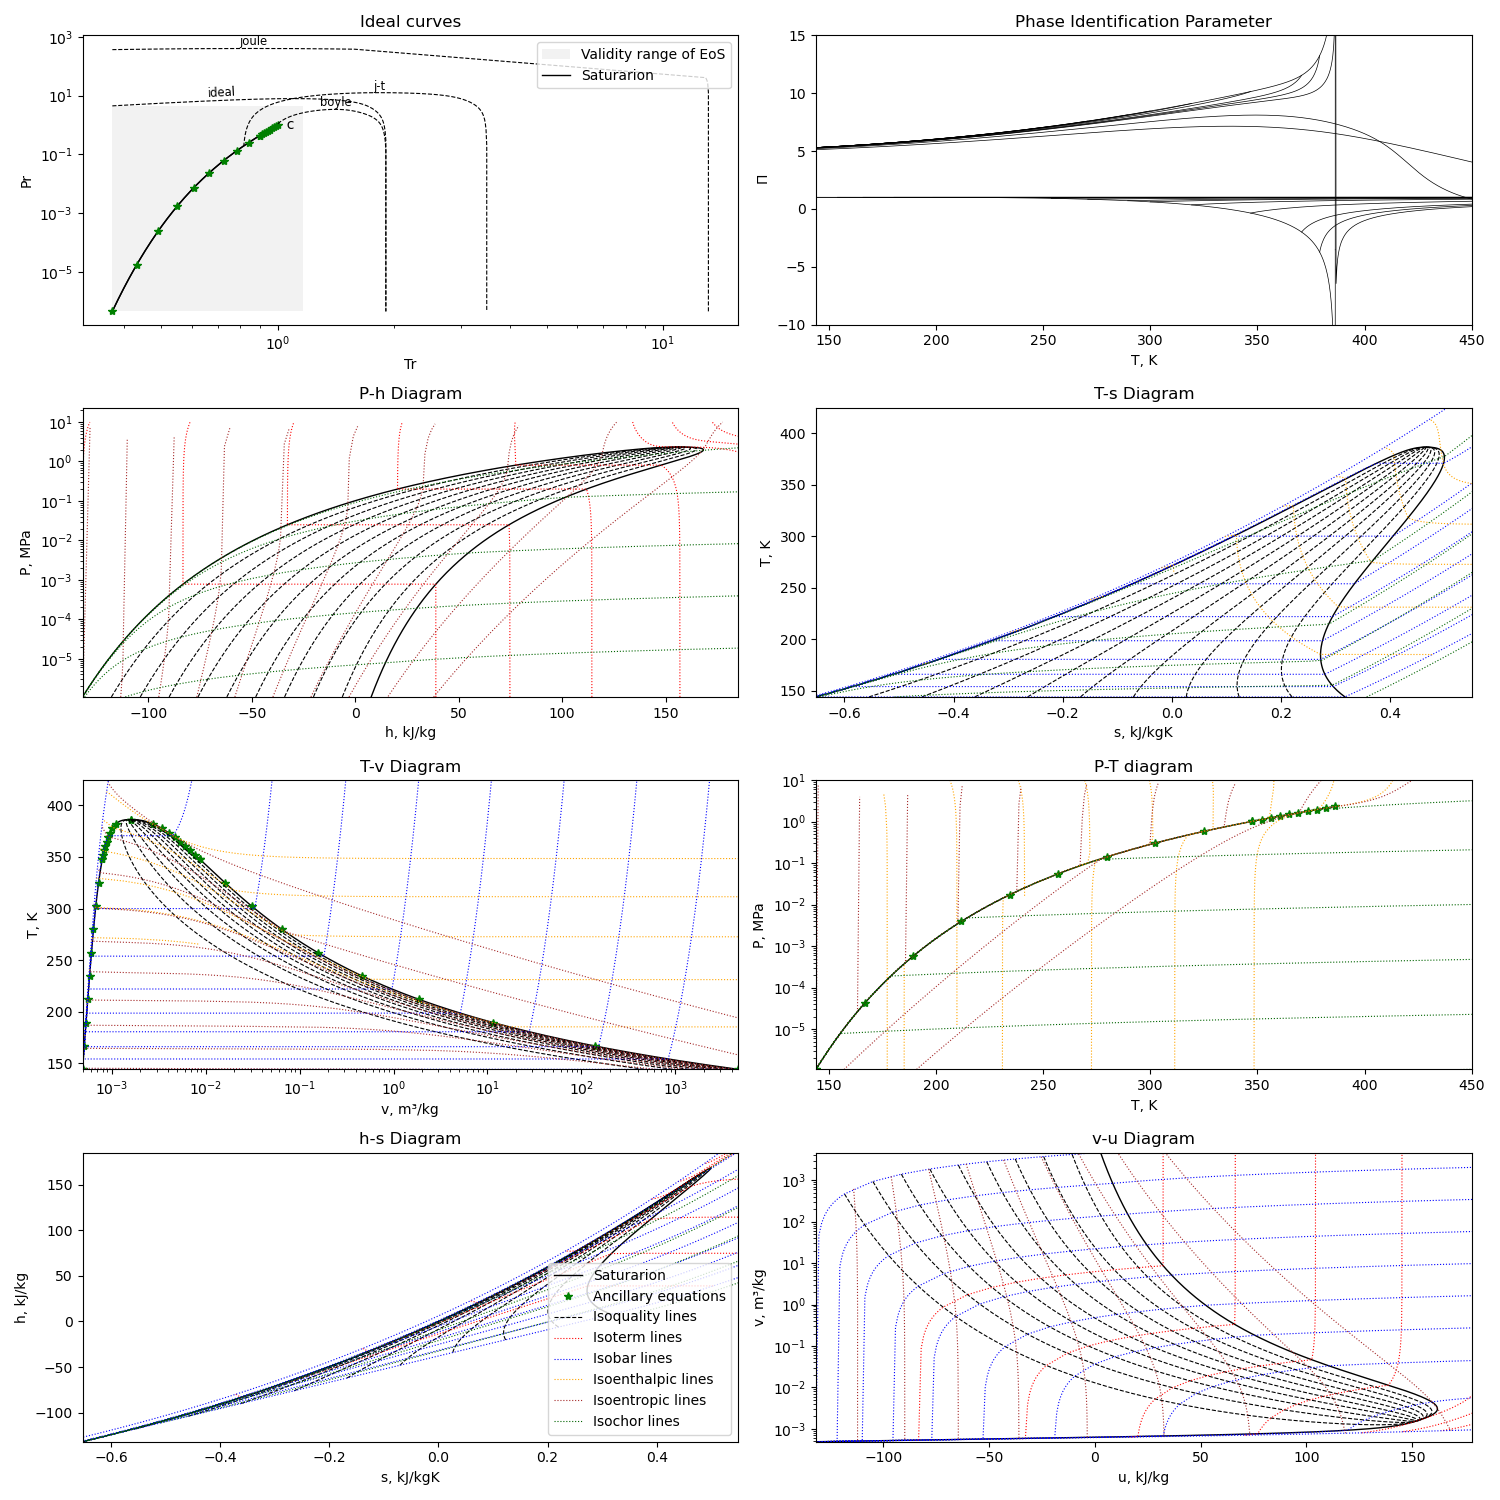 Ideal curves
Phase Identification Parameter
10³
10¹
10⁻¹
10⁻³
10⁻⁵
Pr
joule
ideal
j-t
boyle
c
Validity range of EoS
Saturarion
10⁰
10¹
Tr
15
10
5
0
−5
−10
Π
150
200
250
300
350
400
450
T, K
P-h Diagram
T-s Diagram
10¹
10⁰
10⁻¹
10⁻²
10⁻³
10⁻⁴
10⁻⁵
P, MPa
−100
−50
0
50
100
150
h, kJ/kg
400
350
300
250
200
150
T, K
−0.6
−0.4
−0.2
0.0
0.2
0.4
s, kJ/kgK
T-v Diagram
P-T diagram
400
350
300
250
200
150
T, K
10⁻³
10⁻²
10⁻¹
10⁰
10¹
10²
10³
v, m³/kg
10¹
10⁰
10⁻¹
10⁻²
10⁻³
10⁻⁴
10⁻⁵
P, MPa
150
200
250
300
350
400
450
T, K
h-s Diagram
v-u Diagram
150
100
50
0
−50
−100
h, kJ/kg
Saturarion
Ancillary equations
Isoquality lines
Isoterm lines
Isobar lines
Isoenthalpic lines
Isoentropic lines
Isochor lines
−0.6
−0.4
−0.2
0.0
0.2
0.4
s, kJ/kgK
10³
10²
10¹
10⁰
10⁻¹
10⁻²
10⁻³
v, m³/kg
−100
−50
0
50
100
150
u, kJ/kg